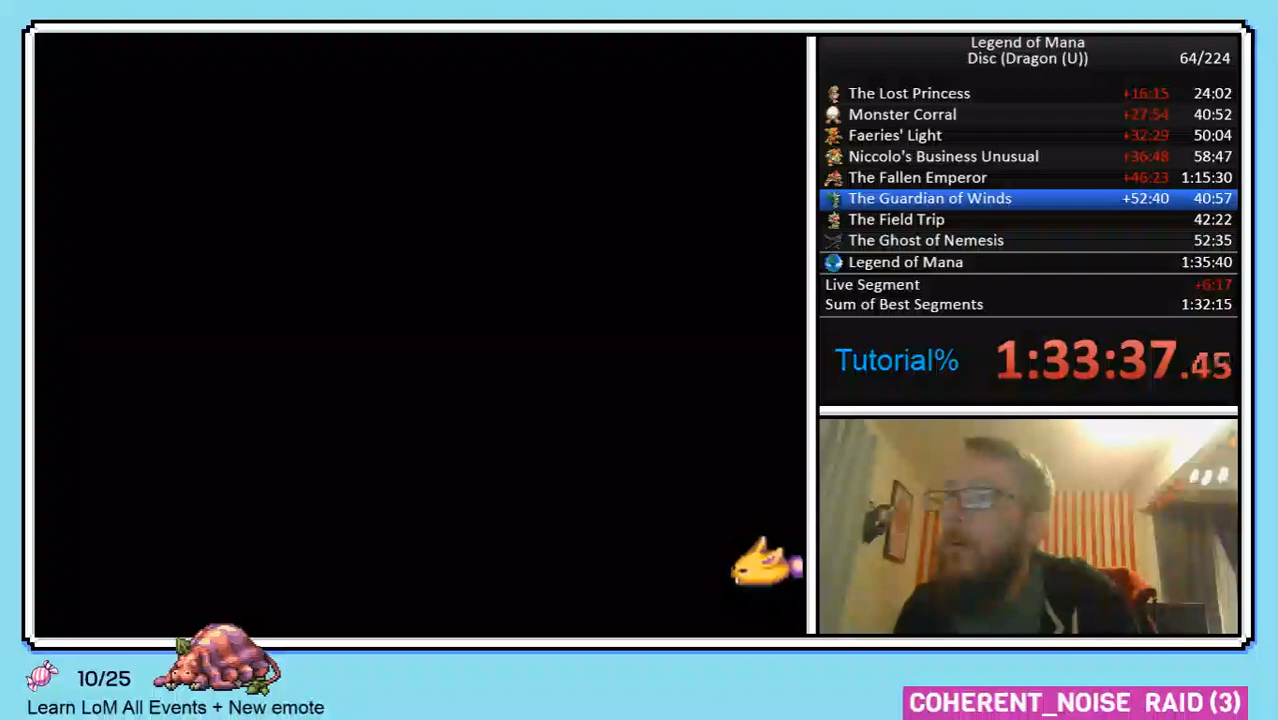 Legend of Mana
Disc (Dragon (U)) 64/224
The Lost Princess +16:15 24:02
Monster Corral +27:54 40:52
Faeries' Light +32:29 50:04
Niccolo's Business Unusual +36:48 58:47
The Fallen Emperor +46:23 1:15:30
The Guardian of Winds +52:40 40:57
The Field Trip 42:22
The Ghost of Nemesis 52:35
Legend of Mana 1:35:40
Live Segment +6:17
Sum of Best Segments 1:32:15
Tutorial% 1:33:37.45
10/25
Learn LoM All Events + New emote
COHERENT_NOISE RAID (3)